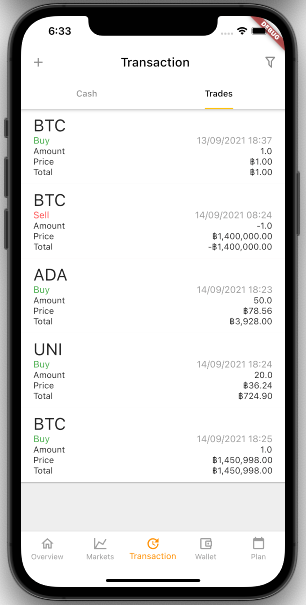 6:33
DEBUG
Transaction
Cash Trades
BTC
Buy 13/09/2021 18:37
Amount 1.0
Price ฿1.00
Total ฿1.00
BTC
Sell 14/09/2021 08:24
Amount -1.0
Price ฿1,400,000.00
Total -฿1,400,000.00
ADA
Buy 14/09/2021 18:23
Amount 50.0
Price ฿78.56
Total ฿3,928.00
UNI
Buy 14/09/2021 18:24
Amount 20.0
Price ฿36.24
Total ฿724.90
BTC
Buy 14/09/2021 18:25
Amount 1.0
Price ฿1,450,998.00
Total ฿1,450,998.00
Overview Markets Transaction Wallet Plan